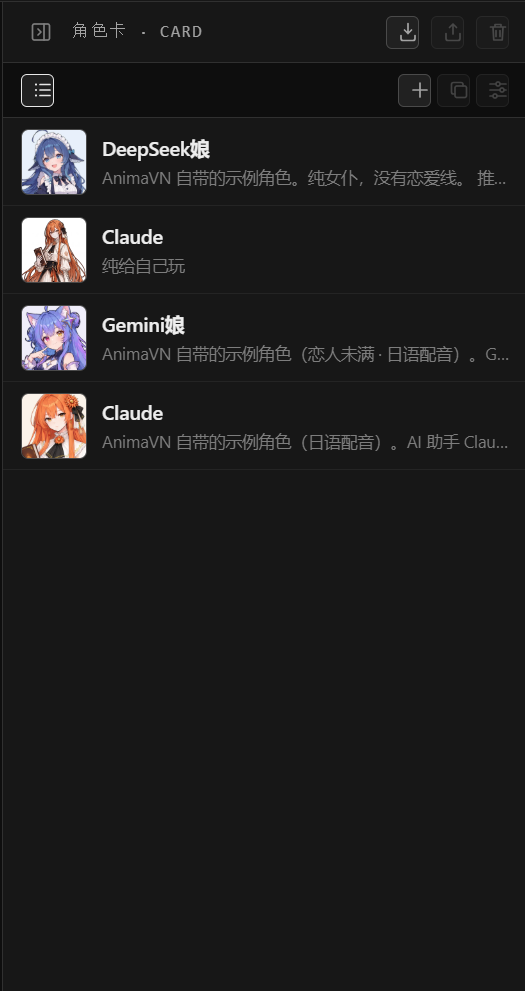 角色卡 · CARD
DeepSeek娘
AnimaVN 自带的示例角色。纯女仆，没有恋爱线。 推...
Claude
纯给自己玩
Gemini娘
AnimaVN 自带的示例角色（恋人未满 · 日语配音）。G...
Claude
AnimaVN 自带的示例角色（日语配音）。AI 助手 Clau...